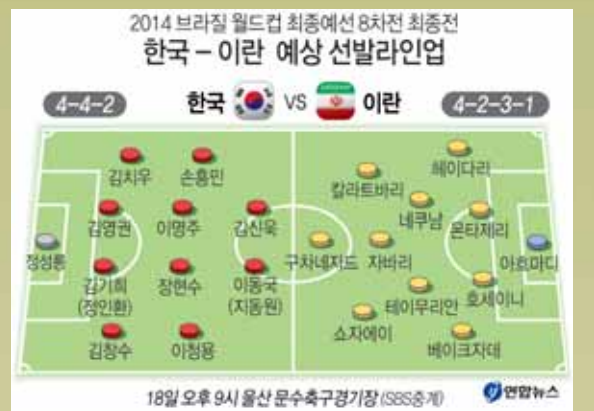 2014 브라질 월드컵 최종예선 8차전 최종전
한국 – 이란 예상 선발라인업
4-4-2
한국 VS 이란
4-2-3-1
김치우
손흥민
김영권
이명주
김신욱
정성룡
김기희
(정인환)
장현수
이동국
(지동원)
김창수
이청용
헤이다리
칼라트바리
네쿠남
몬타제리
구차네자드
자바리
아흐마디
테이무리안
호세이니
쇼자에이
베이크자데
18일 오후 9시 울산 문수축구경기장 (SBS중계)
연합뉴스